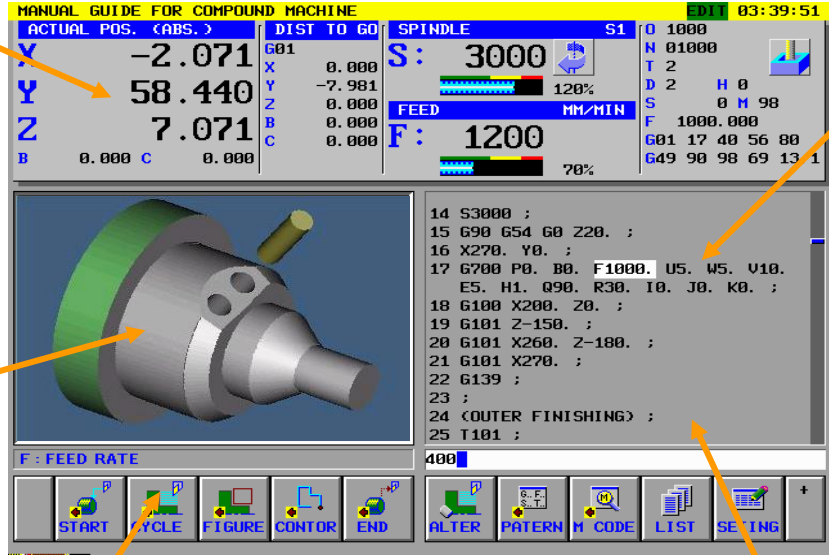 MANUAL GUIDE FOR COMPOUND MACHINE EDIT 03:39:51
ACTUAL POS. (ABS.) DIST TO GO SPINDLE S1 O 1000
X -2.071 G01 S: 3000 N 01000
X 0.000 T 2
Y 58.440 Y -7.981 120% D 2 H 0
Z 0.000 S 0 M 98
Z 7.071 B 0.000 FEED MM/MIN F 1000.000
C 0.000 F: 1200 G01 17 40 56 80
B 0.000 C 0.000 70% G49 90 98 69 13 1
14 S3000 ;
15 G90 G54 G0 Z20. ;
16 X270. Y0. ;
17 G700 P0. B0. F1000. U5. W5. V10.
E5. H1. Q90. R30. I0. J0. K0. ;
18 G100 X200. Z0. ;
19 G101 Z-150. ;
20 G101 X260. Z-180. ;
21 G101 X270. ;
22 G139 ;
23 ;
24 (OUTER FINISHING) ;
25 T101 ;
F : FEED RATE 400
START CYCLE FIGURE CONTOR END ALTER PATERN M CODE LIST SETING +